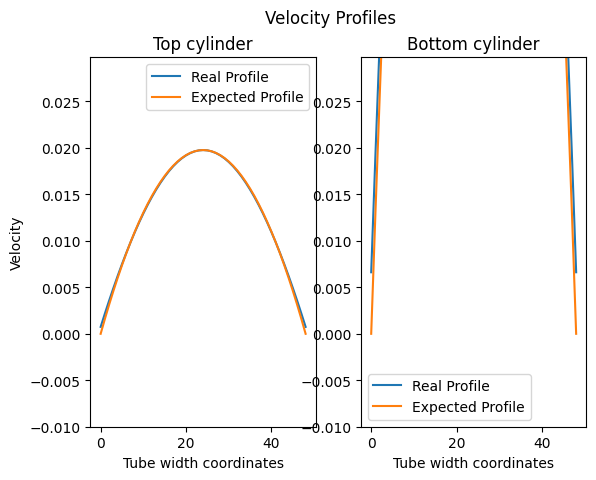 Velocity Profiles
Top cylinder
Real Profile
Expected Profile
0.025
0.020
0.015
0.010
0.005
0.000
−0.005
−0.010
Velocity
0 20 40
Tube width coordinates
Bottom cylinder
0.025
0.020
0.015
0.010
0.005
0.000
−0.005
−0.010
Real Profile
Expected Profile
0 20 40
Tube width coordinates